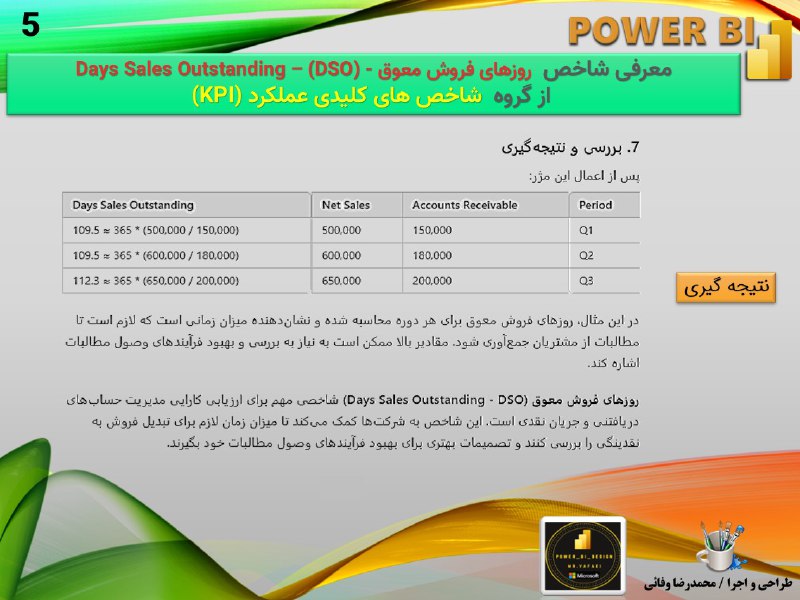 5
POWER BI
معرفی شاخص روزهای فروش معوق - Days Sales Outstanding – (DSO)
از گروه شاخص های کلیدی عملکرد (KPI)
7. بررسی و نتیجه‌گیری
پس از اعمال این مژر:
Days Sales Outstanding Net Sales Accounts Receivable Period
109.5 ≈ 365 * (500,000 / 150,000) 500,000 150,000 Q1
109.5 ≈ 365 * (600,000 / 180,000) 600,000 180,000 Q2
112.3 ≈ 365 * (650,000 / 200,000) 650,000 200,000 Q3
نتیجه گیری
در این مثال، روزهای فروش معوق برای هر دوره محاسبه شده و نشان‌دهنده میزان زمانی است که لازم است تا
مطالبات از مشتریان جمع‌آوری شود. مقادیر بالا ممکن است به نیاز به بررسی و بهبود فرآیندهای وصول مطالبات
اشاره کند.
روزهای فروش معوق (Days Sales Outstanding - DSO) شاخصی مهم برای ارزیابی کارایی مدیریت حساب‌های
دریافتنی و جریان نقدی است. این شاخص به شرکت‌ها کمک می‌کند تا میزان زمان لازم برای تبدیل فروش به
نقدینگی را بررسی کنند و تصمیمات بهتری برای بهبود فرآیندهای وصول مطالبات خود بگیرند.
POWER_BI_DESIGN
MR.VAFAEI
Microsoft
طراحی و اجرا / محمدرضا وفائی